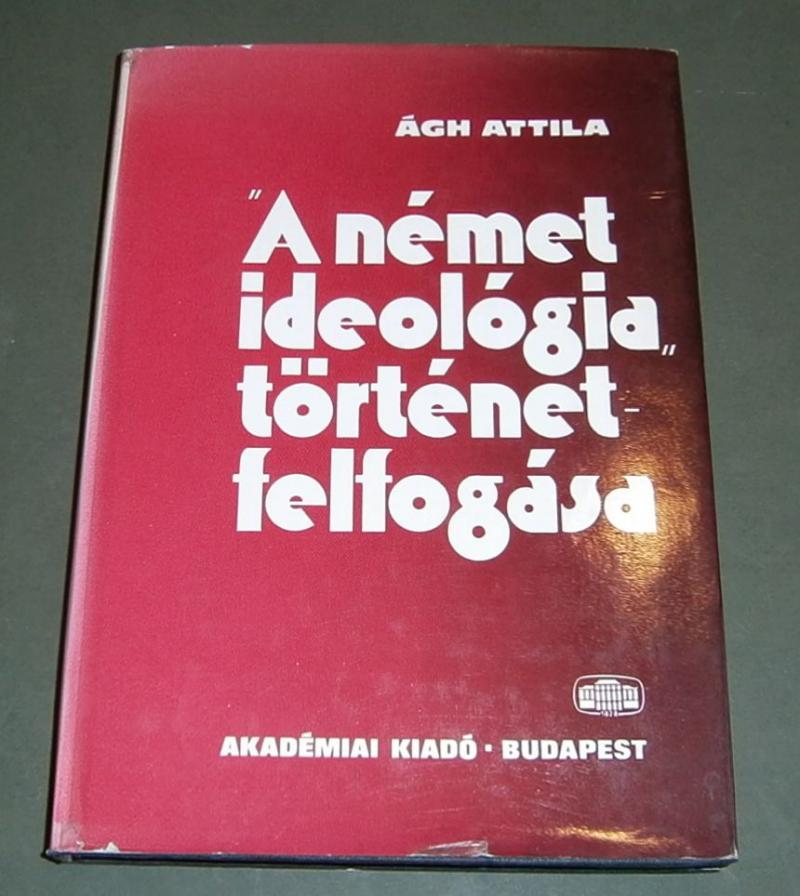 ÁGH ATTILA
"A német
ideológia"
történet-
felfogása
AKADÉMIAI KIADÓ · BUDAPEST